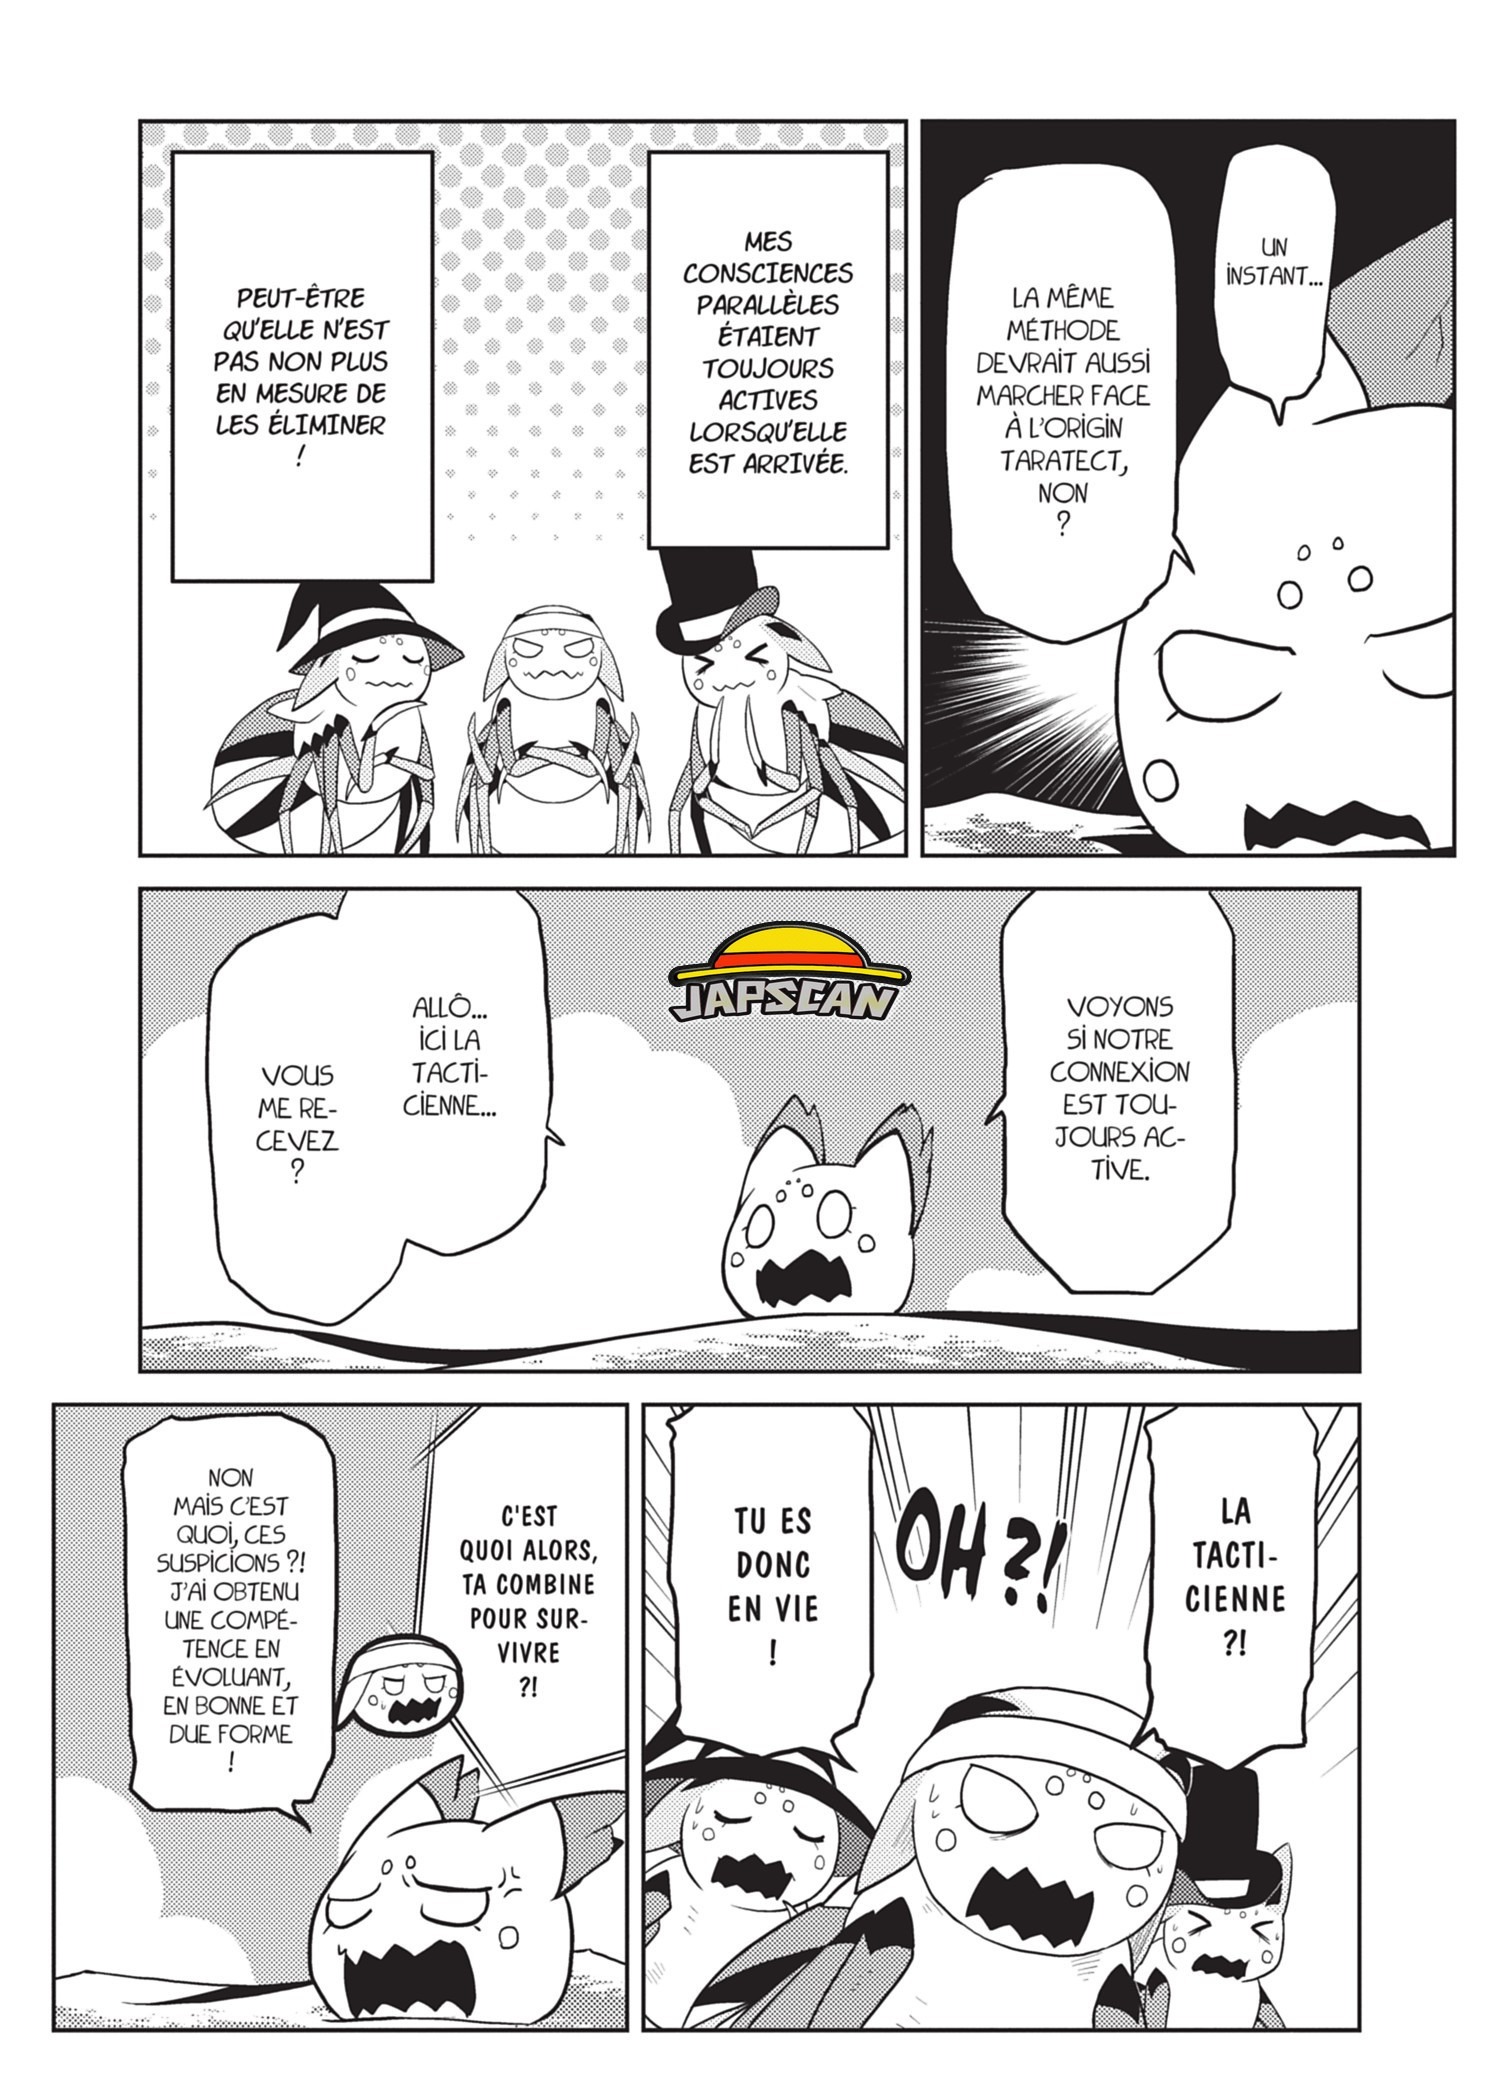 UN
INSTANT...
LA MÊME
MÉTHODE
DEVRAIT AUSSI
MARCHER FACE
À L'ORIGIN
TARATECT,
NON
?
MES
CONSCIENCES
PARALLÈLES
ÉTAIENT
TOUJOURS
ACTIVES
LORSQU'ELLE
EST ARRIVÉE.
PEUT-ÊTRE
QU'ELLE N'EST
PAS NON PLUS
EN MESURE DE
LES ÉLIMINER
!
VOYONS
SI NOTRE
CONNEXION
EST TOU-
JOURS AC-
TIVE.
JAPSCAN
ALLÔ...
ICI LA
TACTI-
CIENNE...
VOUS
ME RE-
CEVEZ
?
LA
TACTI-
CIENNE
?!
OH?!
TU ES
DONC
EN VIE
!
C'EST
QUOI ALORS,
TA COMBINE
POUR SUR-
VIVRE
?!
NON
MAIS C'EST
QUOI, CES
SUSPICIONS ?!
J'AI OBTENU
UNE COMPÉ-
TENCE EN
ÉVOLUANT,
EN BONNE ET
DUE FORME
!